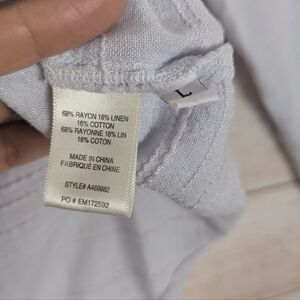 L
68% RAYON 16% LINEN
16% COTTON
68% RAYONNE 16% LIN
16% COTON
MADE IN CHINA
FABRIQUÉ EN CHINE
STYLE# A469982
PO # EM172592